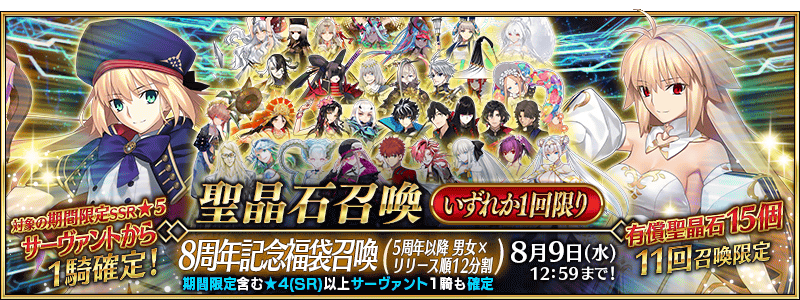 聖晶石召喚
いずれか1回限り
対象の期間限定SSR★5
サーヴァントから
1騎確定!
8周年記念福袋召喚
(5周年以降 男女×
リリース順12分割)
8月9日(水)
12:59まで!
期間限定含む★4(SR)以上サーヴァント1騎も確定
有償聖晶石15個
11回召喚限定